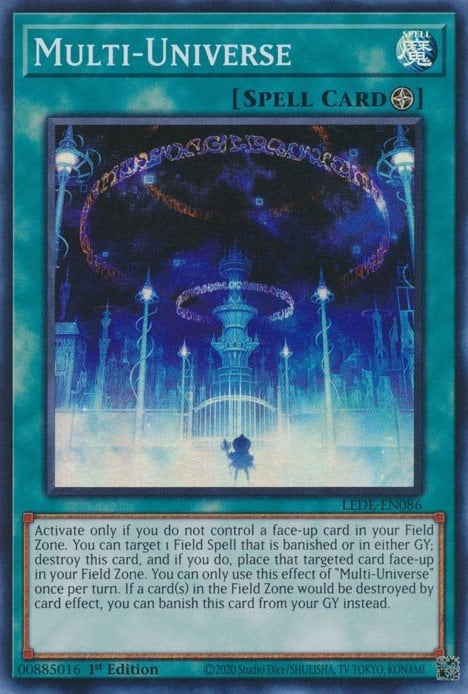 MULTI-UNIVERSE
SPELL
魔
[SPELL CARD]
LEDE-EN086
Activate only if you do not control a face-up card in your Field
Zone. You can target 1 Field Spell that is banished or in either GY;
destroy this card, and if you do, place that targeted card face-up
in your Field Zone. You can only use this effect of "Multi-Universe"
once per turn. If a card(s) in the Field Zone would be destroyed by
card effect, you can banish this card from your GY instead.
00885016 1st Edition ©2020 Studio Dice/SHUEISHA, TV TOKYO, KONAMI